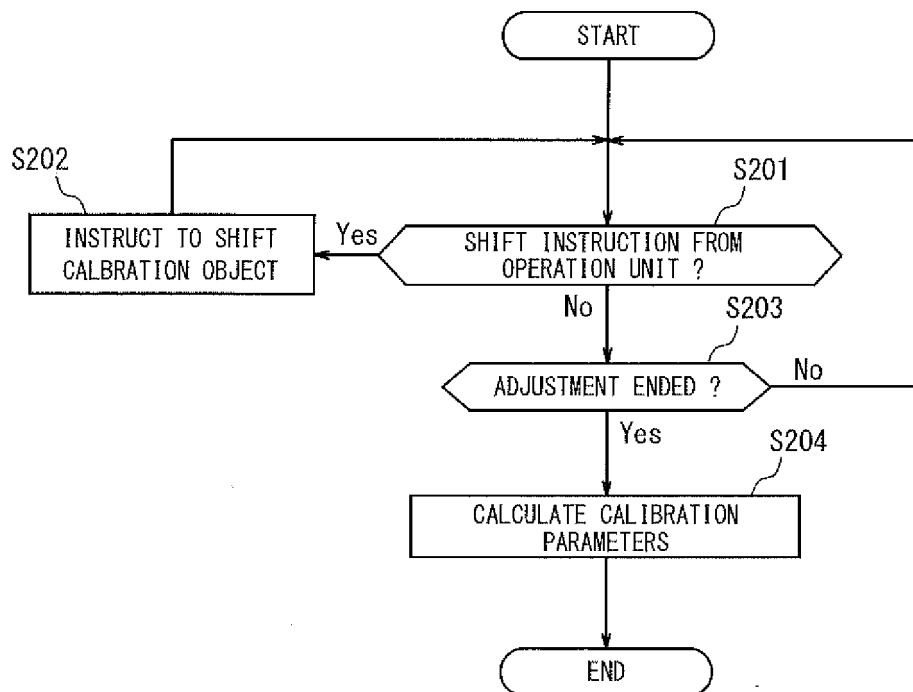 START
S202
S201
INSTRUCT TO SHIFT
CALBRATION OBJECT
Yes
SHIFT INSTRUCTION FROM
OPERATION UNIT ?
No
S203
ADJUSTMENT ENDED ?
No
Yes
S204
CALCULATE CALIBRATION
PARAMETERS
END